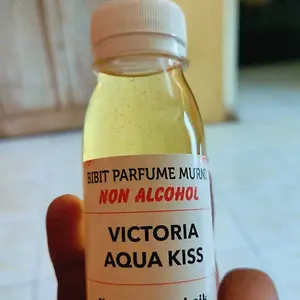 BIBIT PARFUME MURNI
NON ALCOHOL
VICTORIA
AQUA KISS